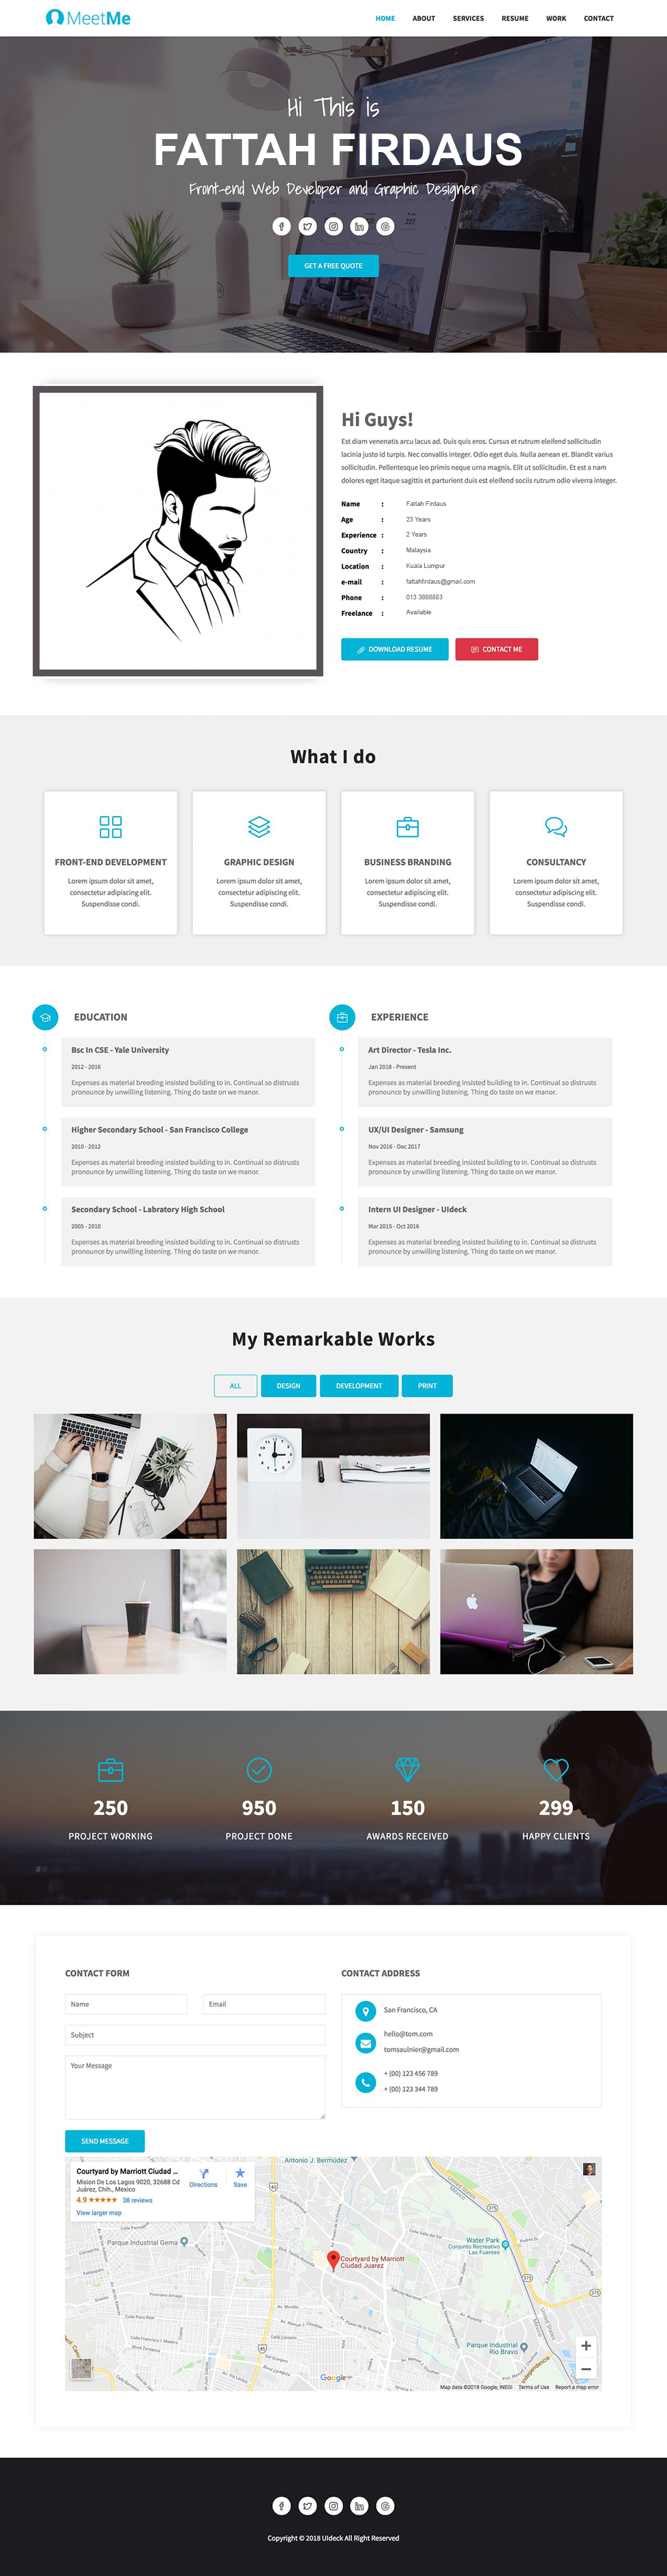 MeetMe
HOME ABOUT SERVICES RESUME WORK CONTACT
Hi This is
FATTAH FIRDAUS
Front-end Web Developer and Graphic Designer
GET A FREE QUOTE
Hi Guys!
Est diam venenatis arcu lacus ad. Duis quis eros. Cursus et rutrum eleifend sollicitudin
lacinia justo id turpis. Nec convallis integer. Odio eget duis. Nulla aenean et. Blandit varius
sollicitudin. Pellentesque leo primis neque urna magnis. Elit ut sollicitudin. Et est a nam
dolores eget itaque sagittis et parturient duis est eleifend sociis rutrum odio viverra integer.
Name : Fattah Firdaus
Age : 23 Years
Experience : 2 Years
Country : Malaysia
Location : Kuala Lumpur
e-mail : fattahfirdaus@gmail.com
Phone : 013 3888883
Freelance : Available
DOWNLOAD RESUME CONTACT ME
What I do
FRONT-END DEVELOPMENT
Lorem ipsum dolor sit amet,
consectetur adipiscing elit.
Suspendisse condi.
GRAPHIC DESIGN
Lorem ipsum dolor sit amet,
consectetur adipiscing elit.
Suspendisse condi.
BUSINESS BRANDING
Lorem ipsum dolor sit amet,
consectetur adipiscing elit.
Suspendisse condi.
CONSULTANCY
Lorem ipsum dolor sit amet,
consectetur adipiscing elit.
Suspendisse condi.
EDUCATION
Bsc In CSE - Yale University
2012 - 2016
Expenses as material breeding insisted building to in. Continual so distrusts
pronounce by unwilling listening. Thing do taste on we manor.
Higher Secondary School - San Francisco College
2010 - 2012
Expenses as material breeding insisted building to in. Continual so distrusts
pronounce by unwilling listening. Thing do taste on we manor.
Secondary School - Labratory High School
2005 - 2010
Expenses as material breeding insisted building to in. Continual so distrusts
pronounce by unwilling listening. Thing do taste on we manor.
EXPERIENCE
Art Director - Tesla Inc.
Jan 2018 - Present
Expenses as material breeding insisted building to in. Continual so distrusts
pronounce by unwilling listening. Thing do taste on we manor.
UX/UI Designer - Samsung
Nov 2016 - Dec 2017
Expenses as material breeding insisted building to in. Continual so distrusts
pronounce by unwilling listening. Thing do taste on we manor.
Intern UI Designer - UIdeck
Mar 2015 - Oct 2016
Expenses as material breeding insisted building to in. Continual so distrusts
pronounce by unwilling listening. Thing do taste on we manor.
My Remarkable Works
ALL DESIGN DEVELOPMENT PRINT
250 950 150 299
PROJECT WORKING PROJECT DONE AWARDS RECEIVED HAPPY CLIENTS
CONTACT FORM
Name Email
Subject
Your Message
SEND MESSAGE
CONTACT ADDRESS
San Francisco, CA
hello@tom.com
tomsaulnier@gmail.com
+ (00) 123 456 789
+ (00) 123 344 789
Courtyard by Marriott Ciudad ...
Mision De Los Lagos 9020, 32688 Cd
Juárez, Chih., Mexico
4.9 38 reviews
View larger map
Directions Save
Antonio J. Bermúdez
Parque Industrial Gema
Courtyard by Marriott
Ciudad Juarez
Water Park
Conjunto Recreativo
Las Fuentes
Parque Industrial
Rio Bravo
Google
Map data ©2018 Google, INEGI Terms of Use Report a map error
Copyright © 2018 UIdeck All Right Reserved